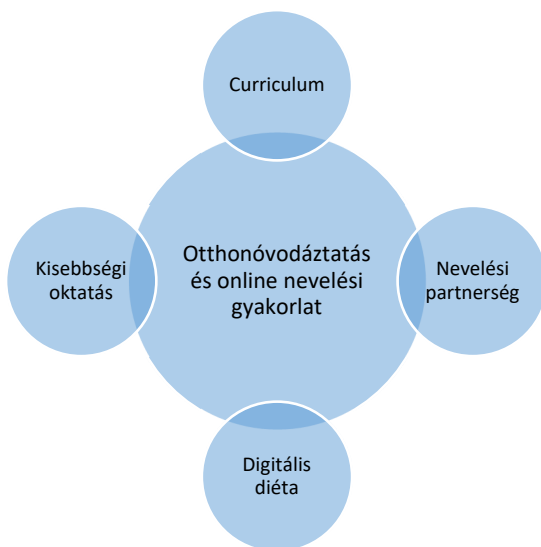 Curriculum
Kisebbségi
oktatás
Otthonóvodáztatás
és online nevelési
gyakorlat
Nevelési
partnerség
Digitális
diéta